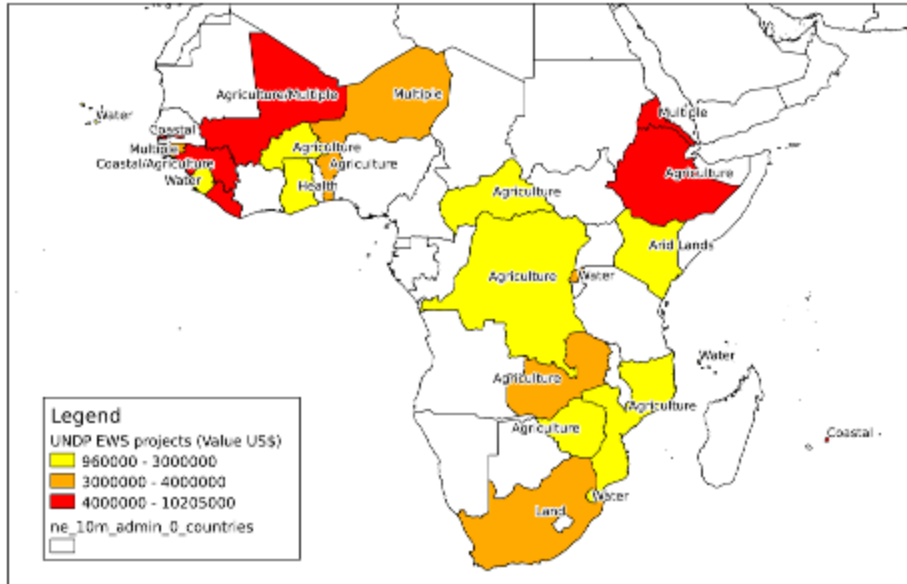 Water
Agriculture/Multiple
Multiple
Multiple
Coastal
Multiple
Coastal/Agriculture
Water
Agriculture
Agriculture
Health
Agriculture
Agriculture
Arid Lands
Agriculture
Water
Agriculture
Water
Agriculture
Agriculture
Coastal
Water
Land
Legend
UNDP EWS projects (Value US$)
960000 - 3000000
3000000 - 4000000
4000000 - 10205000
ne_10m_admin_0_countries